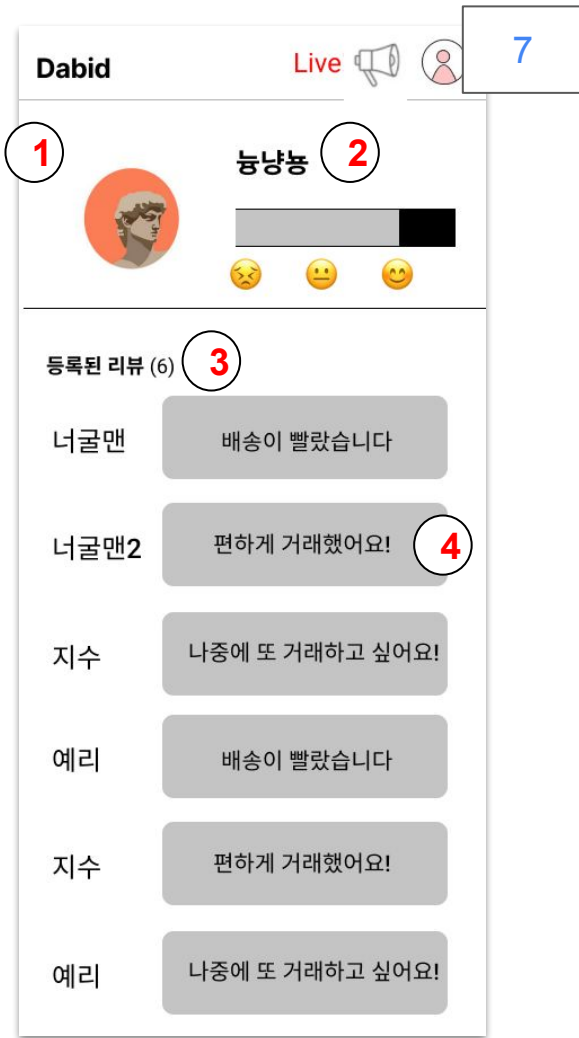 Dabid
Live
7
1
늉냥뇽
2
등록된 리뷰 (6)
3
너굴맨
배송이 빨랐습니다
너굴맨2
편하게 거래했어요!
4
지수
나중에 또 거래하고 싶어요!
예리
배송이 빨랐습니다
지수
편하게 거래했어요!
예리
나중에 또 거래하고 싶어요!